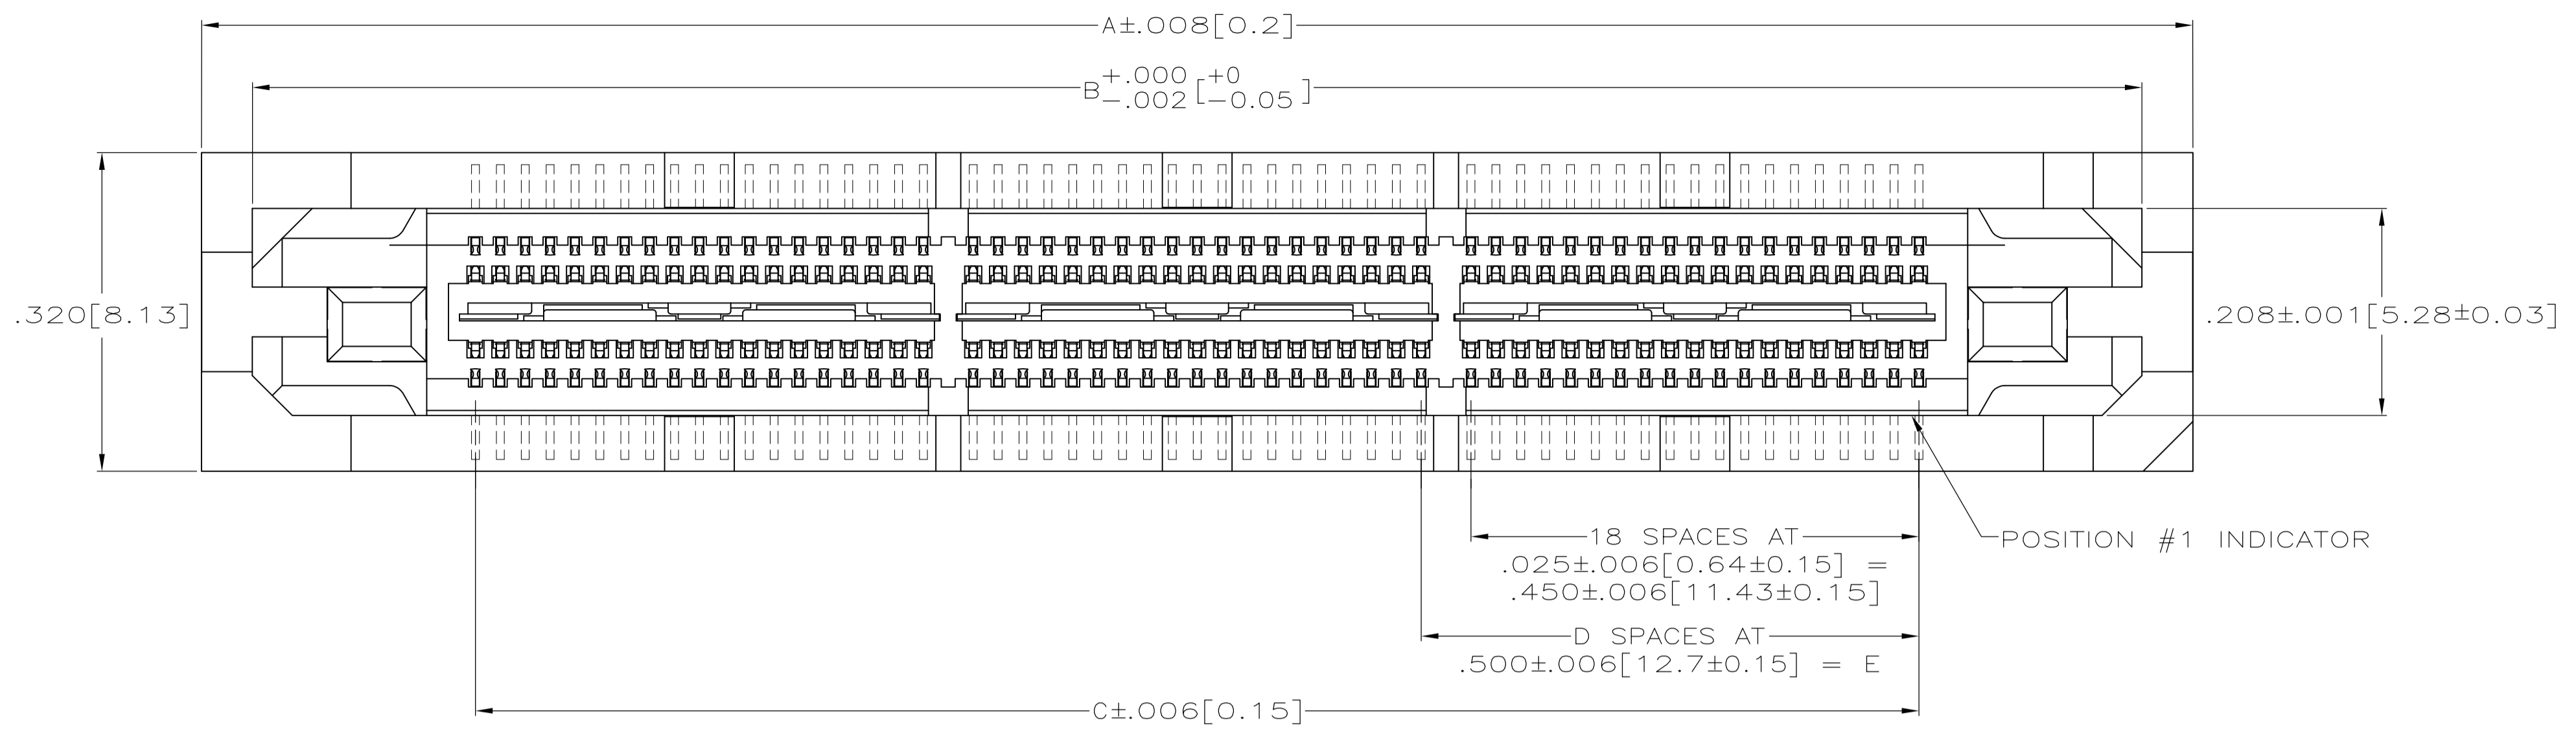 A±.008[0.2]
B+.000 -.002[+0 -0.05]
.320[8.13]
.208±.001[5.28±0.03]
18 SPACES AT
.025±.006[0.64±0.15] =
.450±.006[11.43±0.15]
POSITION #1 INDICATOR
D SPACES AT
.500±.006[12.7±0.15] = E
C±.006[0.15]